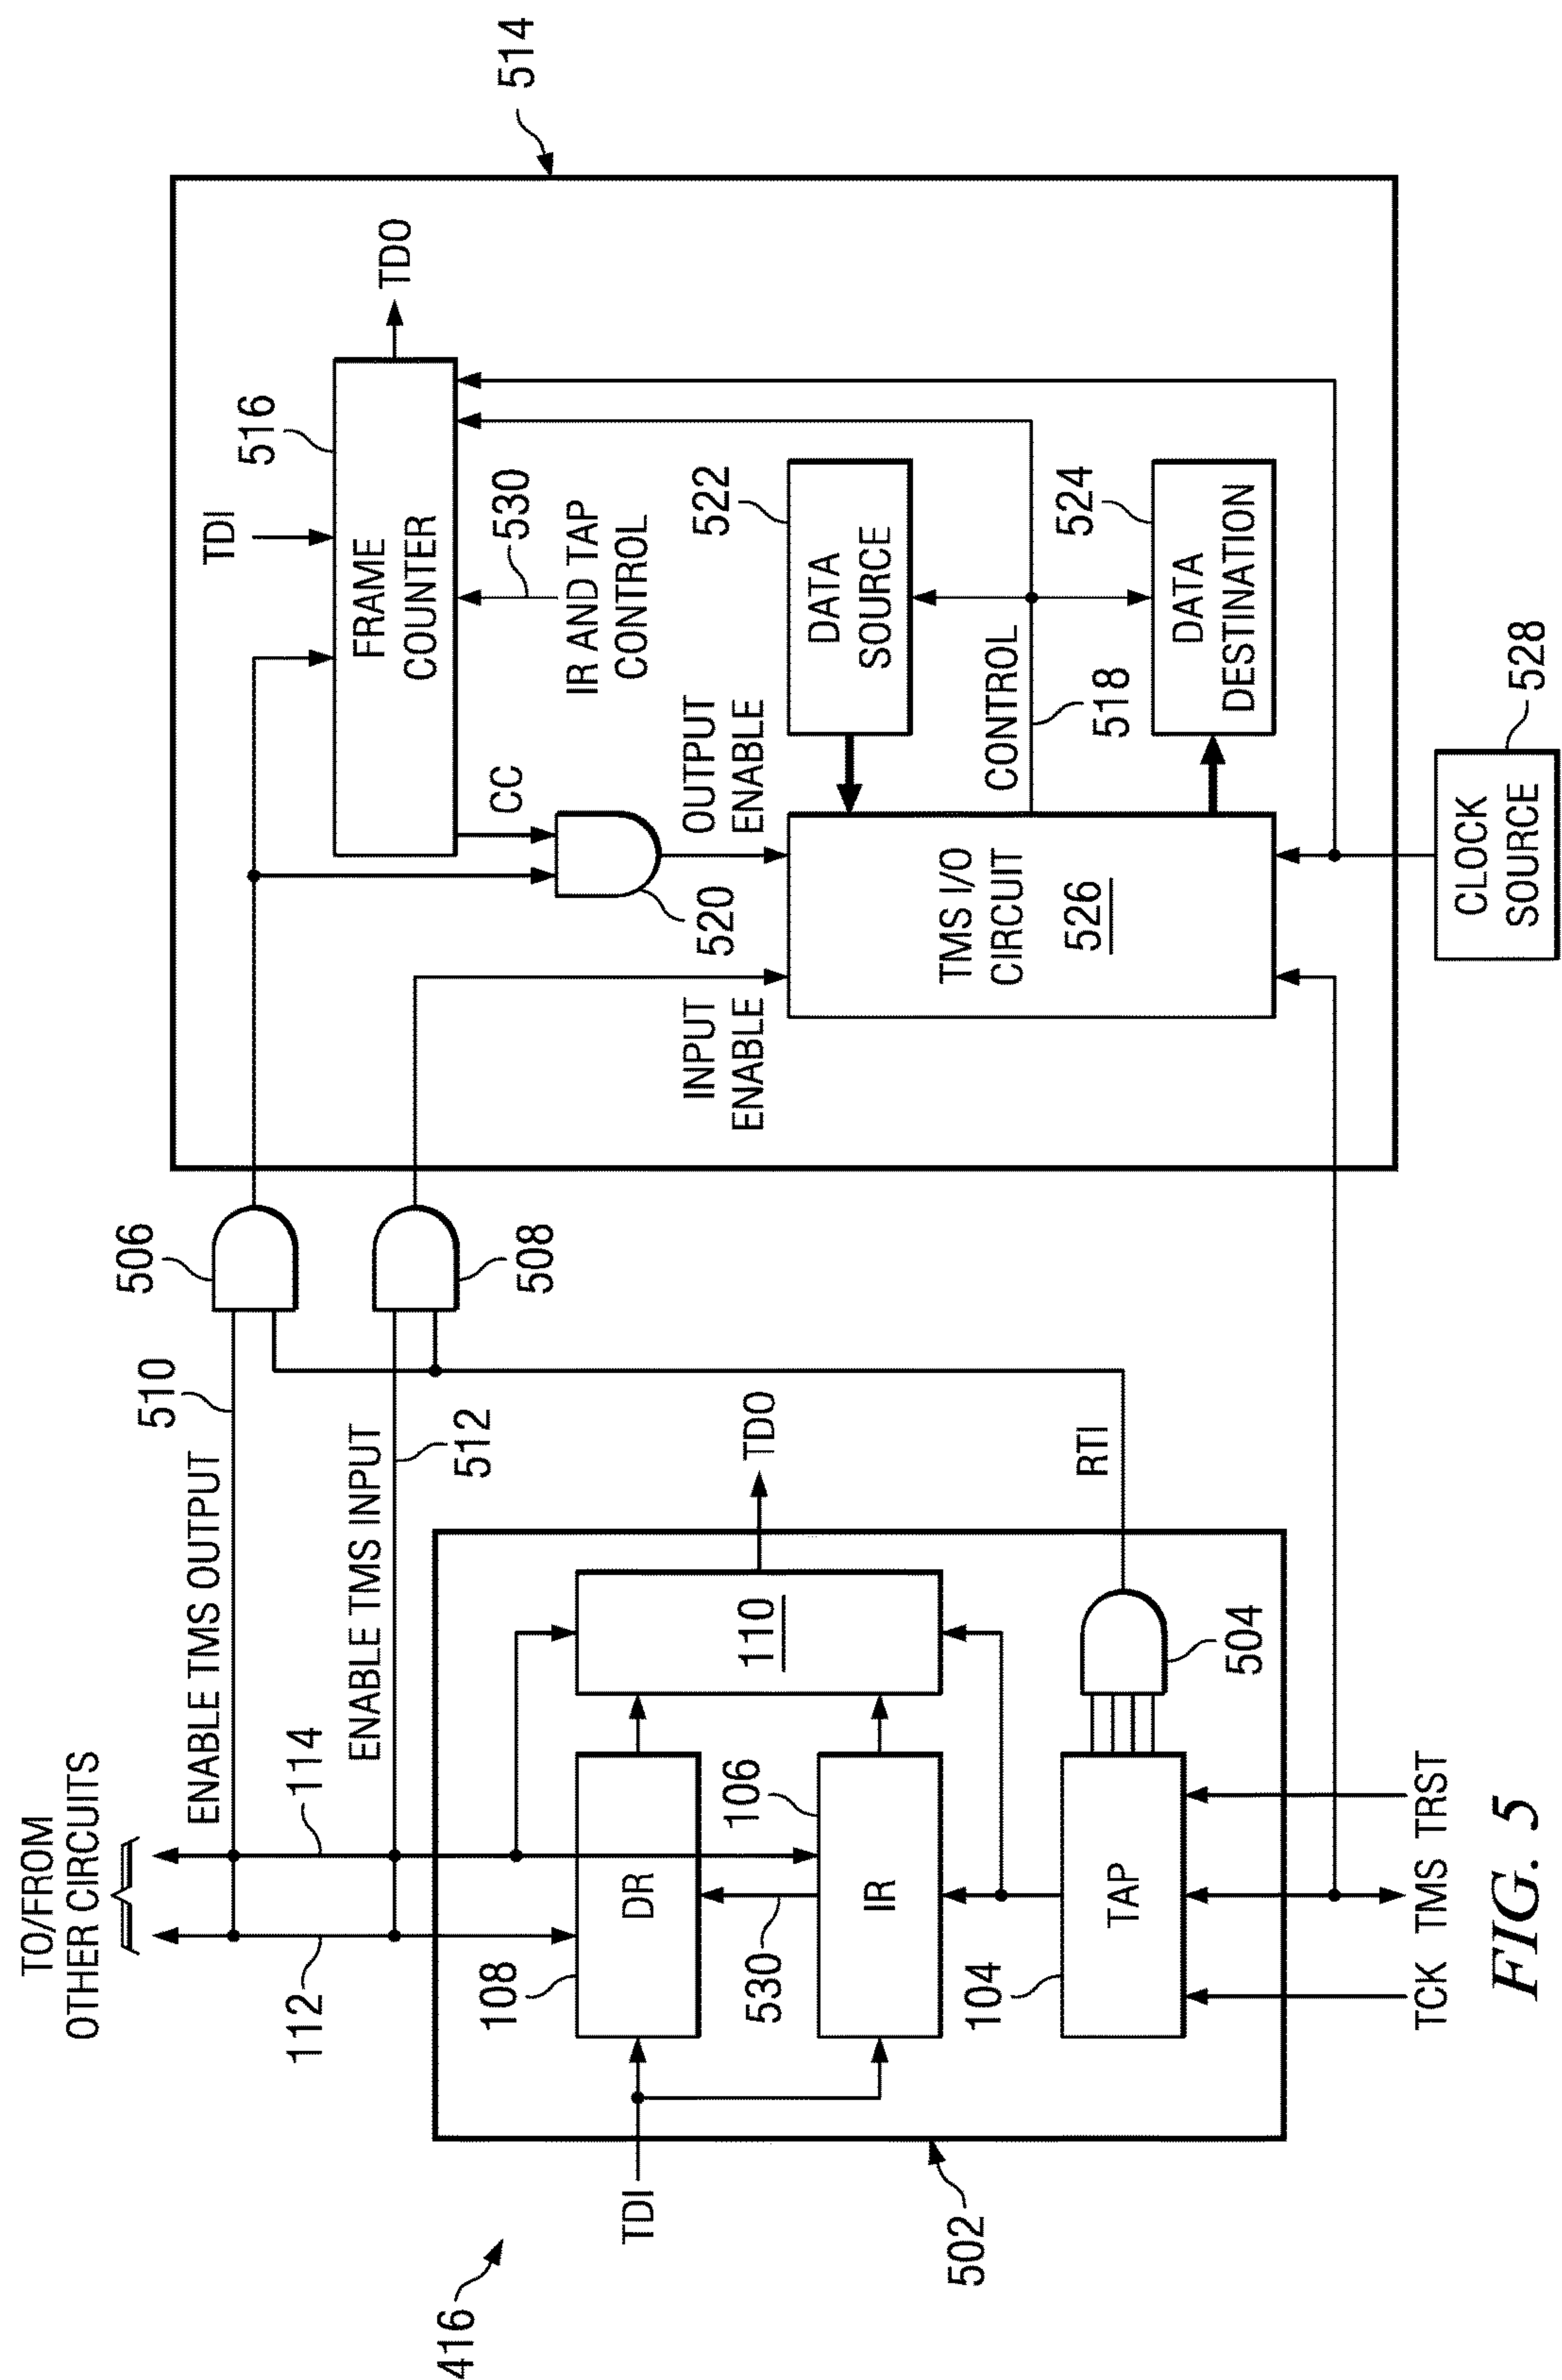 TO/FROM
OTHER CIRCUITS
112
114
ENABLE TMS OUTPUT
510
506
ENABLE TMS INPUT
512
508
416
502
TDI
108
DR
530
106
IR
104
TAP
110
TDO
504
RTI
TCK
TMS
TRST
514
TDI
516
FRAME
COUNTER
TDO
530
IR AND TAP
CONTROL
CC
520
OUTPUT
ENABLE
INPUT
ENABLE
522
DATA
SOURCE
CONTROL
518
524
DATA
DESTINATION
TMS I/O
CIRCUIT
526
CLOCK
SOURCE
528
FIG. 5